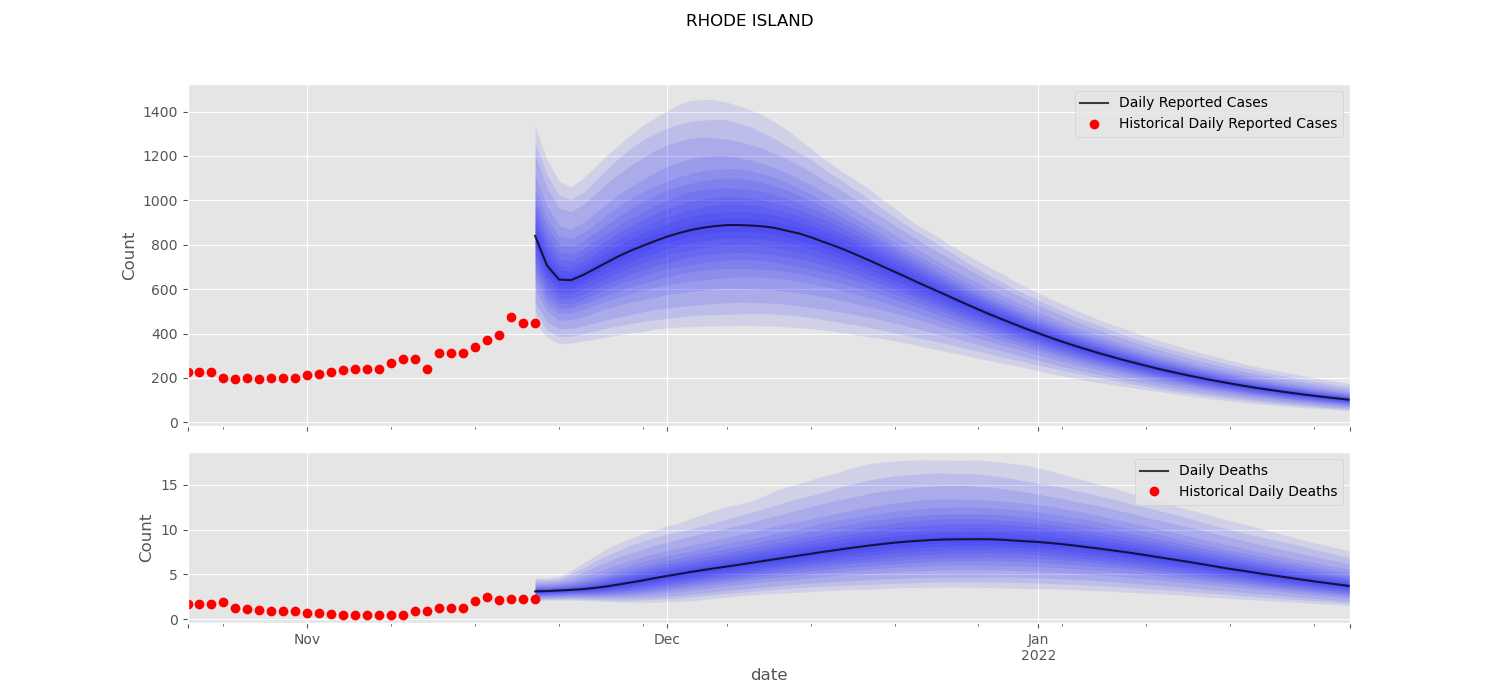 RHODE ISLAND
1400
1200
1000
800
600
400
200
0
Count
Daily Reported Cases
Historical Daily Reported Cases
15
10
5
0
Count
Daily Deaths
Historical Daily Deaths
Nov
Dec
Jan
2022
date